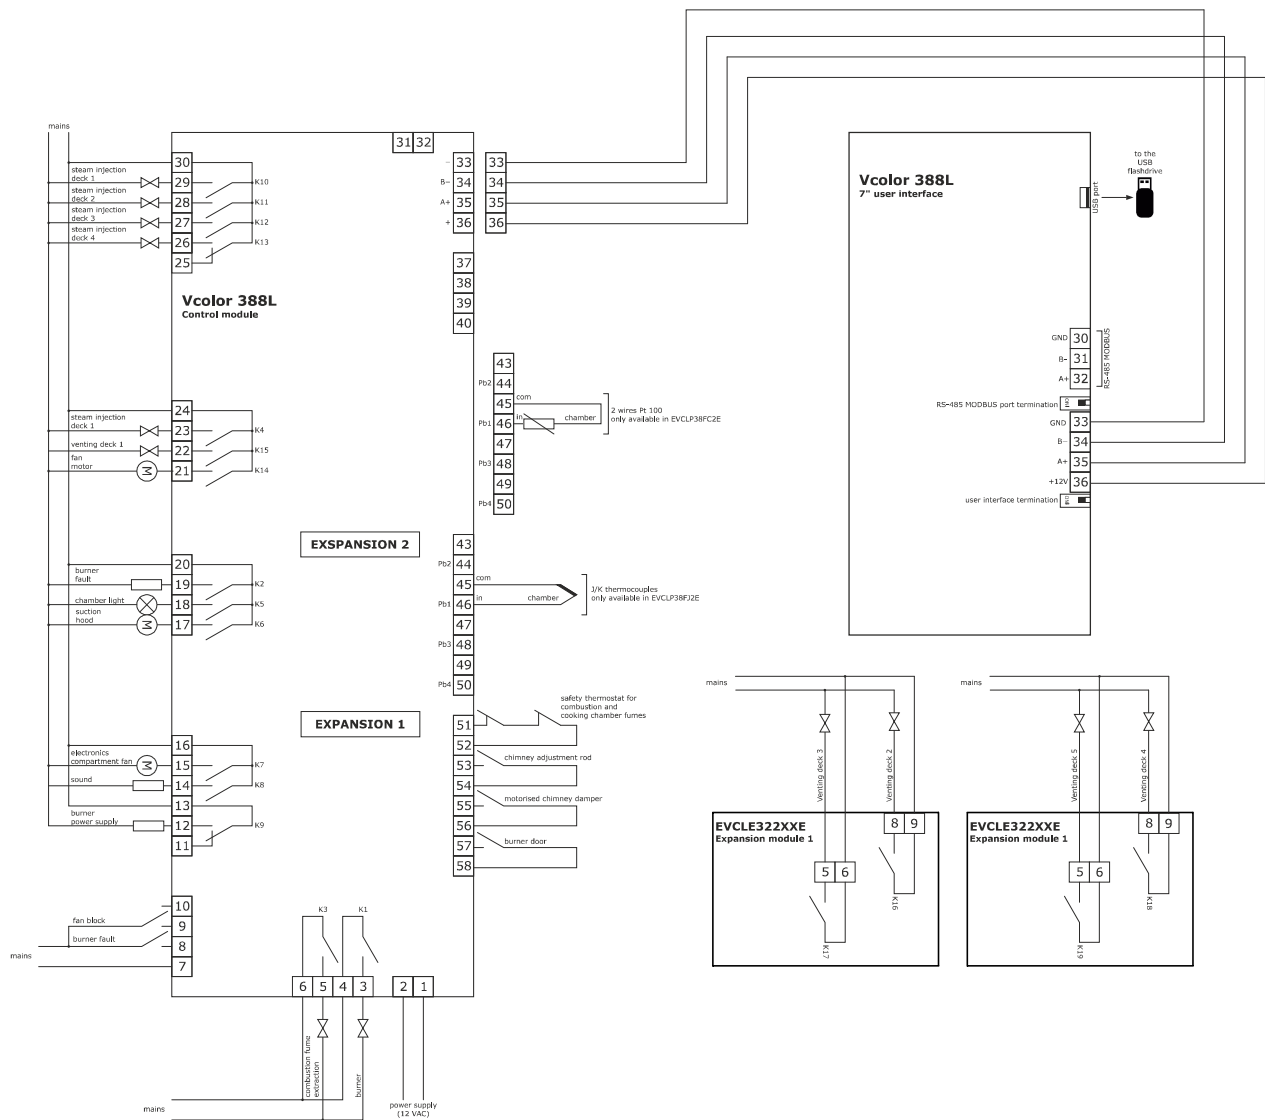 mains
31 32
30
steam injection
deck 1
29
K10
steam injection
deck 2
28
K11
steam injection
deck 3
27
K12
steam injection
deck 4
26
K13
25
- 33 33
B- 34 34
A+ 35 35
+ 36 36
37
38
39
40
Vcolor 388L
Control module
Vcolor 388L
7" user interface
USB port
to the
USB
flashdrive
GND 30
B- 31
A+ 32
RS-485 MODBUS
RS-485 MODBUS port termination
GND 33
B- 34
A+ 35
+12V 36
user interface termination
43
Pb2 44
45 com
Pb1 46 in chamber
47
Pb3 48
49
Pb4 50
2 wires Pt 100
only available in EVCLP38FC2E
24
steam injection
deck 1
23
K4
venting deck 1
22
K15
fan
motor
M
21
K14
EXSPANSION 2
20
burner
fault
19
K2
chamber light
18
K5
suction
hood
M
17
K6
43
Pb2 44
45 com
Pb1 46 in chamber
47
Pb3 48
49
Pb4 50
J/K thermocouples
only available in EVCLP38FJ2E
EXPANSION 1
16
electronics
compartment fan
M
15
K7
sound
14
K8
13
burner
power supply
12
K9
11
51
safety thermostat for
combustion and
cooking chamber fumes
52
53
chimney adjustment rod
54
55
motorised chimney damper
56
57
burner door
58
10
fan block
9
burner fault
8
mains
7
K3 K1
6 5 4 3 2 1
combustion fume
extraction
burner
power supply
(12 VAC)
mains
mains
Venting deck 3
Venting deck 2
EVCLE322XXE
Expansion module 1
8 9
5 6
K16
K17
mains
Venting deck 5
Venting deck 4
EVCLE322XXE
Expansion module 1
8 9
5 6
K18
K19